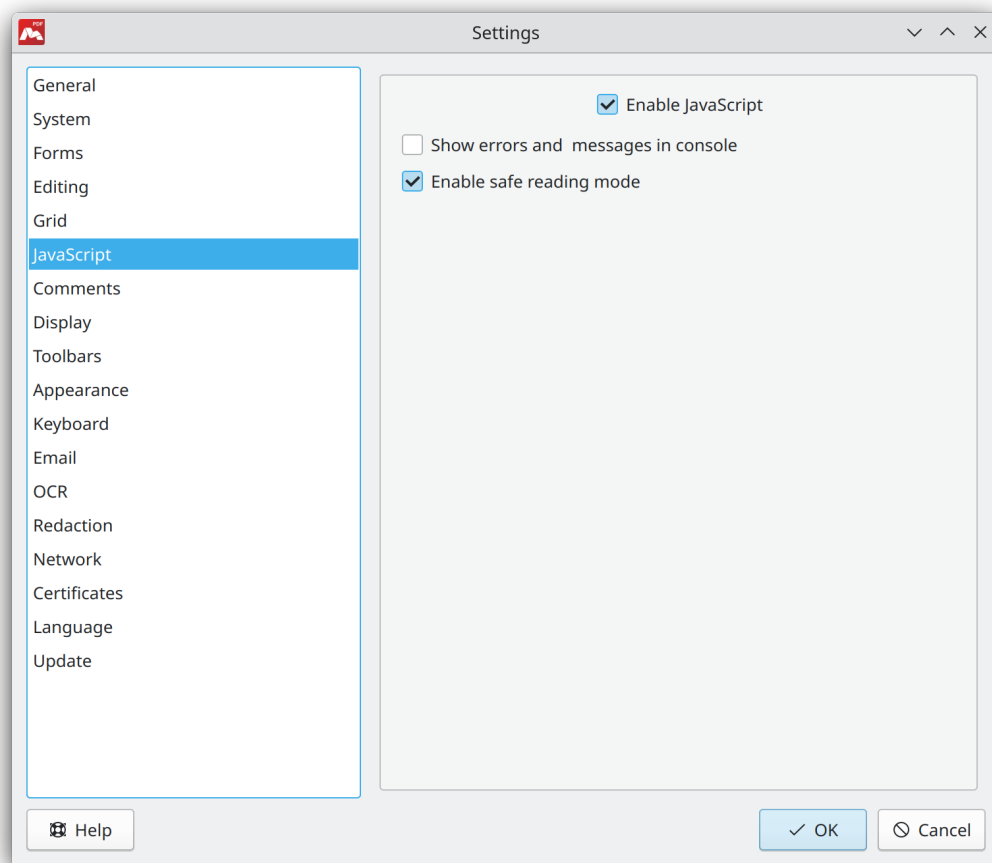 PDF
Settings
General
System
Forms
Editing
Grid
JavaScript
Comments
Display
Toolbars
Appearance
Keyboard
Email
OCR
Redaction
Network
Certificates
Language
Update
Enable JavaScript
Show errors and  messages in console
Enable safe reading mode
Help
OK
Cancel